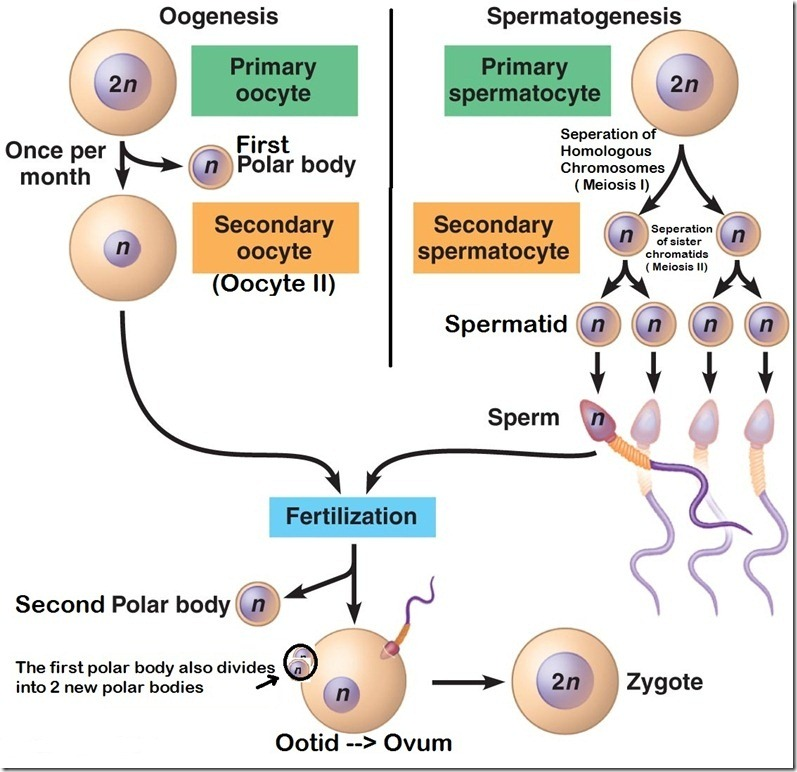 Oogenesis
2n
Primary
oocyte
Once per
month
n
First
Polar body
n
Secondary
oocyte
(Oocyte II)
Spermatogenesis
Primary
spermatocyte
2n
Seperation of
Homologous
Chromosomes
( Meiosis I )
Secondary
spermatocyte
n
Seperation
of sister
chromatids
( Meiosis II )
n
Spermatid
n
n
n
n
Sperm
n
Fertilization
Second Polar body
n
The first polar body also divides
into 2 new polar bodies
n
n
n
Ootid --> Ovum
2n
Zygote